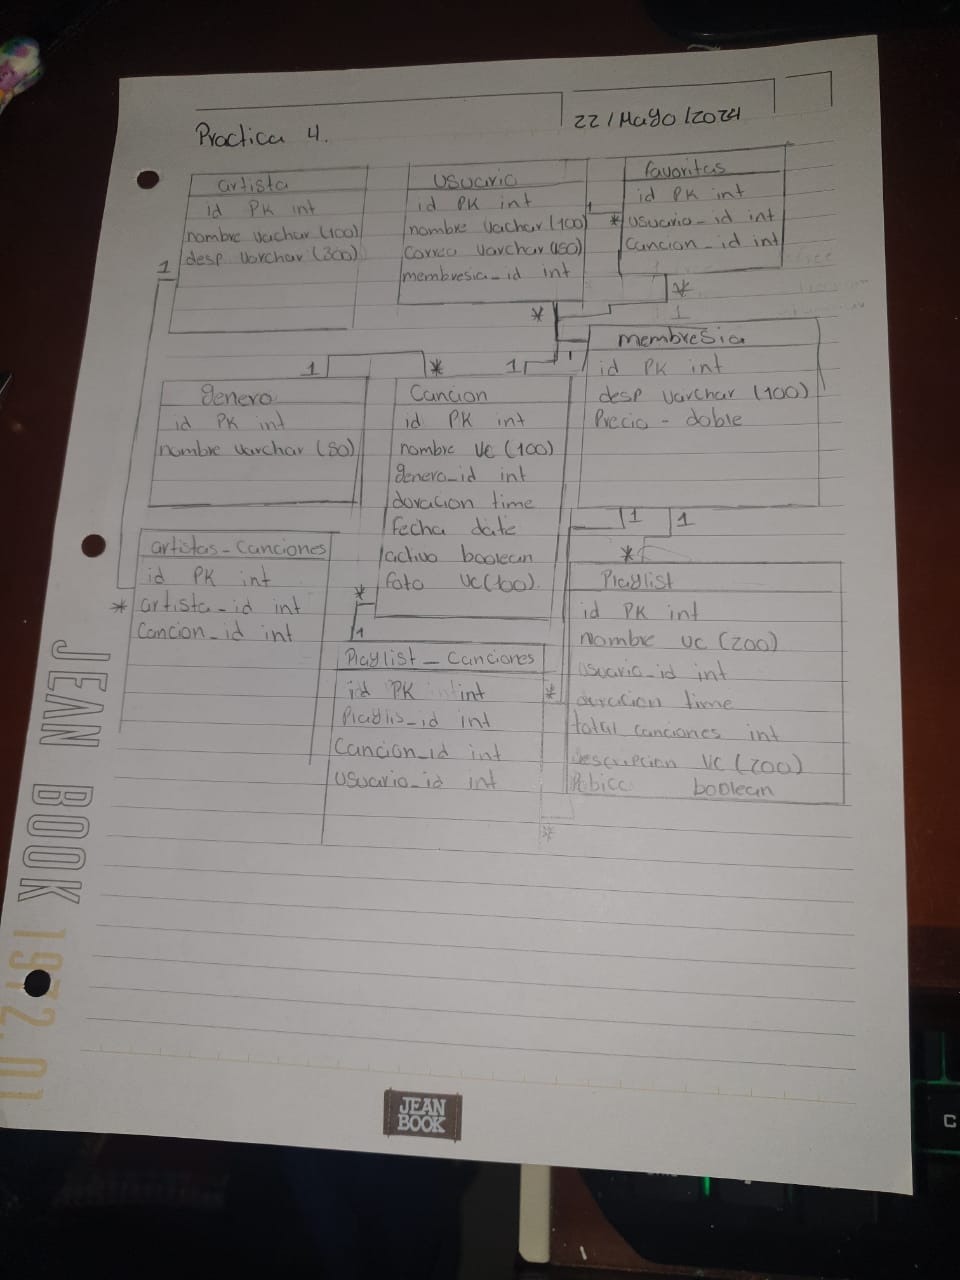 Practica 4.
22/Mayo/2024
artista
id PK int
nombre vachar (100)
desp varchar (300)
1
usuario
id PK int
nombre vachar (100)
Correo varchar (150)
membresia_id int
*
1
favoritas
id PK int
* usuario_id int
Cancion_id int
*
1
genero
id PK int
nombre varchar (50)
1
*
Cancion
id PK int
nombre VC (100)
genero_id int
duracion time
fecha date
activo boolean
foto VC(100)
1
*
1
membresia
id PK int
desp varchar (100)
Precio - doble
1
1
1
artistas_canciones
id PK int
* artista_id int
Cancion_id int
Playlist_Canciones
id PK int
Playlis_id int
Cancion_id int
usuario_id int
*
*
*
Playlist
id PK int
nombre VC (200)
usuario_id int
duracion time
total canciones int
descripcion VC (200)
boolean
JEAN BOOK 1972.01
JEAN
BOOK
C